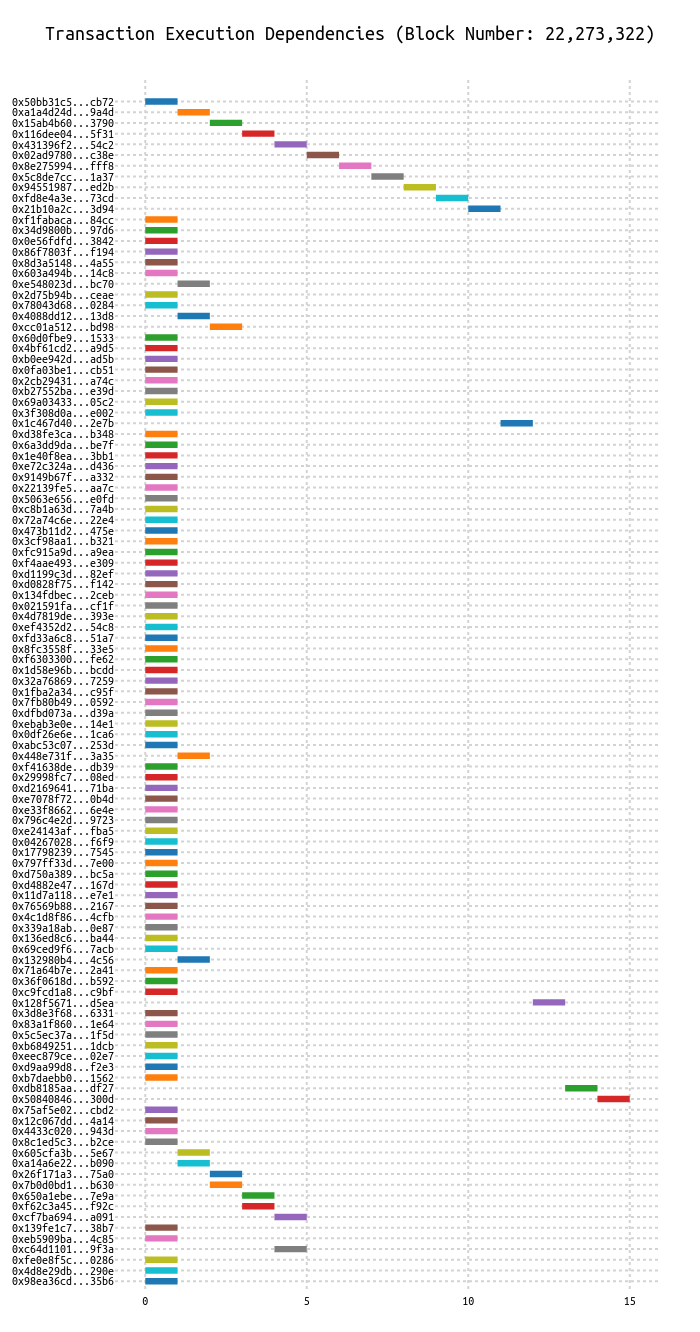 Transaction Execution Dependencies (Block Number: 22,273,322)
0x50bb31c5...cb72
0xa1a4d24d...9a4d
0x15ab4b60...3790
0x116dee04...5f31
0x431396f2...54c2
0x02ad9780...c38e
0x8e275994...fff8
0x5c8de7cc...1a37
0x94551987...ed2b
0xfd8e4a3e...73cd
0x21b10a2c...3d94
0xf1fabaca...84cc
0x34d9800b...97d6
0x0e56fdfd...3842
0x86f7803f...f194
0x8d3a5148...4a55
0x603a494b...14c8
0xe548023d...bc70
0x2d75b94b...ceae
0x78043d68...0284
0x4088dd12...13d8
0xcc01a512...bd98
0x60d0fbe9...1533
0x4bf61cd2...a9d5
0xb0ee942d...ad5b
0x0fa03be1...cb51
0x2cb29431...a74c
0xb27552ba...e39d
0x69a03433...05c2
0x3f308d0a...e002
0x1c467d40...2e7b
0xd38fe3ca...b348
0x6a3dd9da...be7f
0x1e40f8ea...3bb1
0xe72c324a...d436
0x9149b67f...a332
0x22139fe5...aa7c
0x5063e656...e0fd
0xc8b1a63d...7a4b
0x72a74c6e...22e4
0x473b11d2...475e
0x3cf98aa1...b321
0xfc915a9d...a9ea
0xf4aae493...e309
0xd1199c3d...82ef
0xd0828f75...f142
0x134fdbec...2ceb
0x021591fa...cf1f
0x4d7819de...393e
0xef4352d2...54c8
0xfd33a6c8...51a7
0x8fc3558f...33e5
0xf6303300...fe62
0x1d58e96b...bcdd
0x32a76869...7259
0x1fba2a34...c95f
0x7fb80b49...0592
0xdfbd073a...d39a
0xebab3e0e...14e1
0x0df26e6e...1ca6
0xabc53c07...253d
0x448e731f...3a35
0xf41638de...db39
0x29998fc7...08ed
0xd2169641...71ba
0xe7078f72...0b4d
0xe33f8662...6e4e
0x796c4e2d...9723
0xe24143af...fba5
0x04267028...f6f9
0x17798239...7545
0x797ff33d...7e00
0xd750a389...bc5a
0xd4882e47...167d
0x11d7a118...e7e1
0x76569b88...2167
0x4c1d8f86...4cfb
0x339a18ab...0e87
0x136ed8c6...ba44
0x69ced9f6...7acb
0x132980b4...4c56
0x71a64b7e...2a41
0x36f0618d...b592
0xc9fcd1a8...c9bf
0x128f5671...d5ea
0x3d8e3f68...6331
0x83a1f860...1e64
0x5c5ec37a...1f5d
0xb6849251...1dcb
0xeec879ce...02e7
0xd9aa99d8...f2e3
0xb7daebb0...1562
0xdb8185aa...df27
0x50840846...300d
0x75af5e02...cbd2
0x12c067dd...4a14
0x4433c020...943d
0x8c1ed5c3...b2ce
0x605cfa3b...5e67
0xa14a6e22...b090
0x26f171a3...75a0
0x7b0d0bd1...b630
0x650a1ebe...7e9a
0xf62c3a45...f92c
0xcf7ba694...a091
0x139fe1c7...38b7
0xeb5909ba...4c85
0xc64d1101...9f3a
0xfe0e8f5c...0286
0x4d8e29db...290e
0x98ea36cd...35b6
0 5 10 15